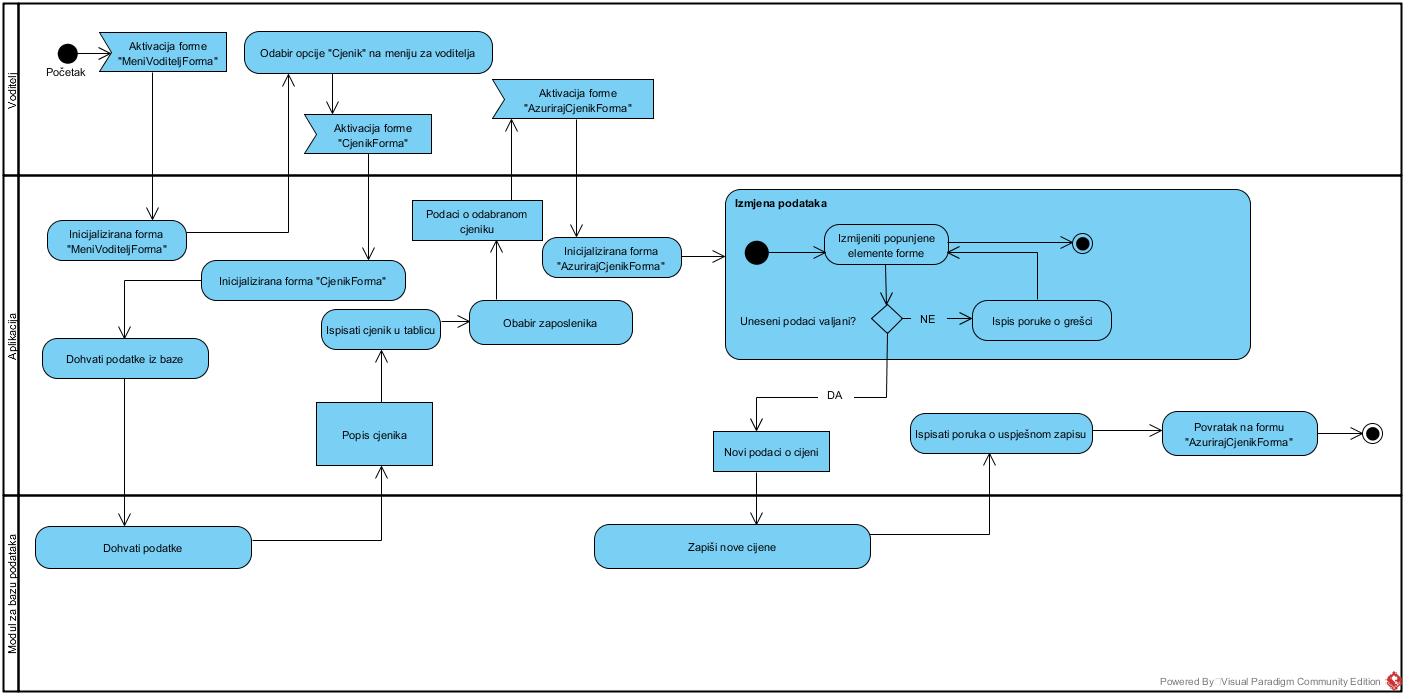 Voditelj
Početak
Aktivacija forme
"MeniVoditeljForma"
Odabir opcije "Cjenik" na meniju za voditelja
Aktivacija forme
"CjenikForma"
Aktivacija forme
"AzurirajCjenikForma"
Aplikacija
Inicijalizirana forma
"MeniVoditeljForma"
Inicijalizirana forma "CjenikForma"
Dohvati podatke iz baze
Popis cjenika
Ispisati cjenik u tablicu
Obabir zaposlenika
Podaci o odabranom
cjeniku
Inicijalizirana forma
"AzurirajCjenikForma"
Izmjena podataka
Izmijeniti popunjene
elemente forme
Uneseni podaci valjani?
NE
Ispis poruke o grešci
DA
Novi podaci o cijeni
Ispisati poruka o uspješnom zapisu
Povratak na formu
"AzurirajCjenikForma"
Modul za bazu podataka
Dohvati podatke
Zapiši nove cijene
Powered By Visual Paradigm Community Edition